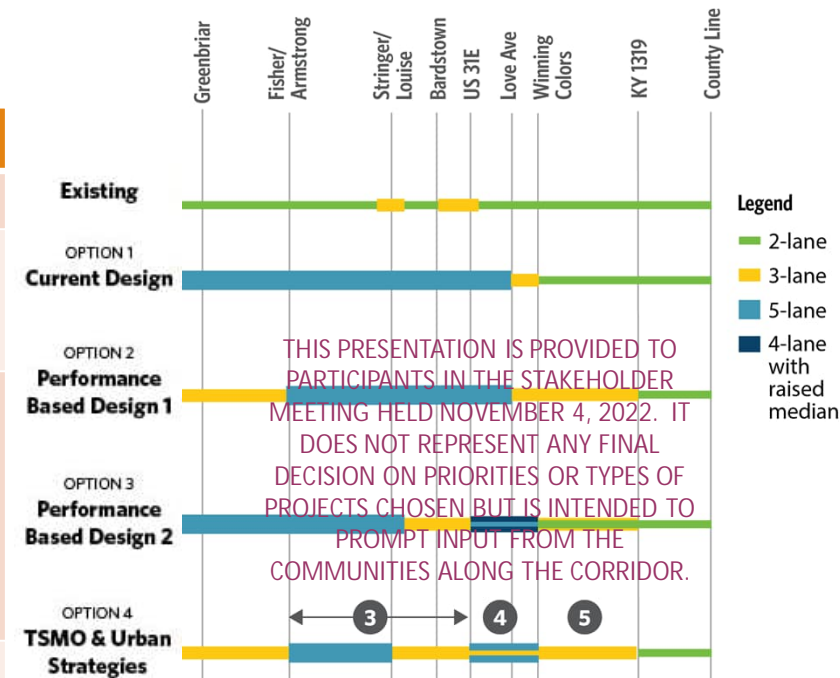 Greenbriar
Fisher/
Armstrong
Stringer/
Louise
Bardstown
US 31E
Love Ave
Winning
Colors
KY 1319
County Line
Existing
OPTION 1
Current Design
OPTION 2
Performance
Based Design 1
OPTION 3
Performance
Based Design 2
OPTION 4
TSMO & Urban
Strategies
THIS PRESENTATION IS PROVIDED TO
PARTICIPANTS IN THE STAKEHOLDER
MEETING HELD NOVEMBER 4, 2022. IT
DOES NOT REPRESENT ANY FINAL
DECISION ON PRIORITIES OR TYPES OF
PROJECTS CHOSEN BUT IS INTENDED TO
PROMPT INPUT FROM THE
COMMUNITIES ALONG THE CORRIDOR.
3
4
5
Legend
2-lane
3-lane
5-lane
4-lane
with
raised
median